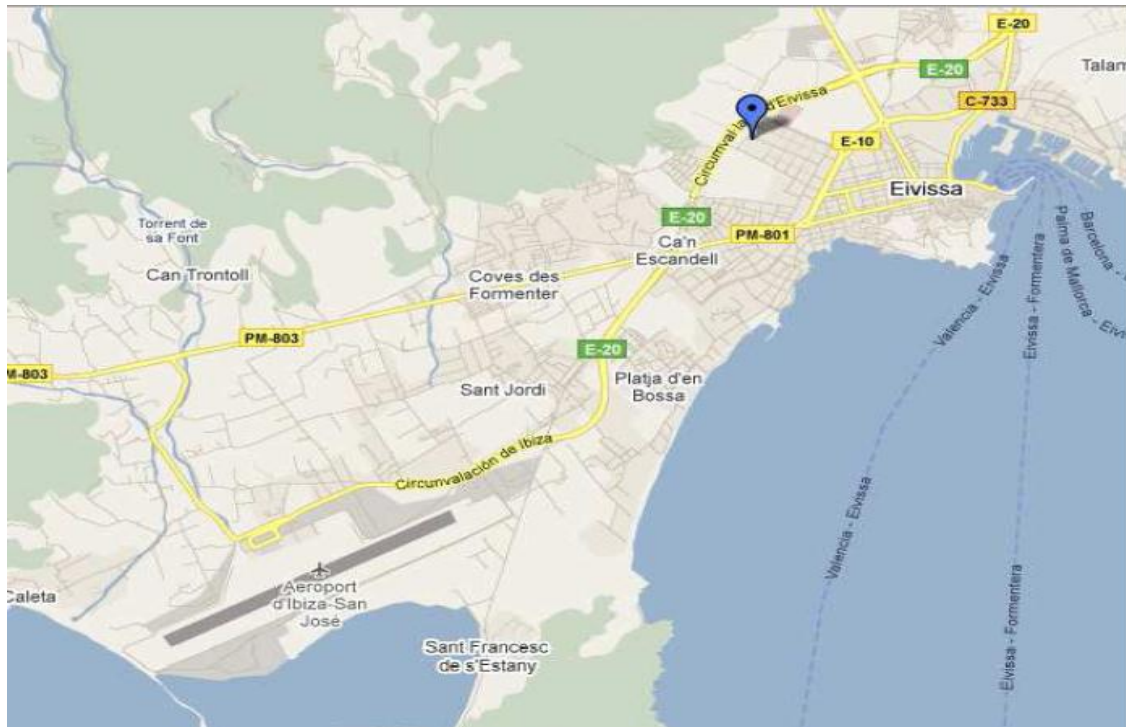 E-20
E-20
Talam
C-733
Circumval·lació d'Eivissa
E-10
Eivissa
E-20
PM-801
Ca'n
Escandell
Torrent de
sa Font
Can Trontoll
Coves des
Formenter
PM-803
M-803
E-20
Sant Jordi
Platja d'en
Bossa
Circunvalación de Ibiza
Aeroport
d'Ibiza-San
José
Caleta
Sant Francesc
de s'Estany
Valencia - Eivissa
Valencia - Eivissa
Eivissa - Formentera
Eivissa - Formentera
Palma de Mallorca - Eivi
Barcelona -